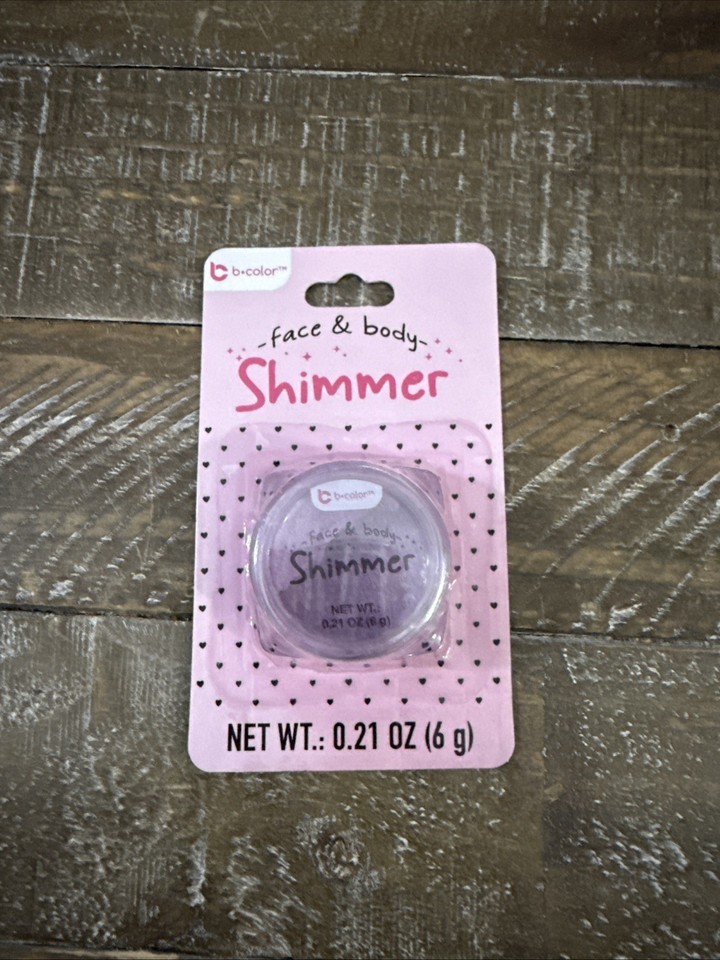 b•color™
-face & body-
Shimmer
b•color™
-face & body-
Shimmer
NET WT.:
0.21 OZ (6 g)
NET WT.: 0.21 OZ (6 g)